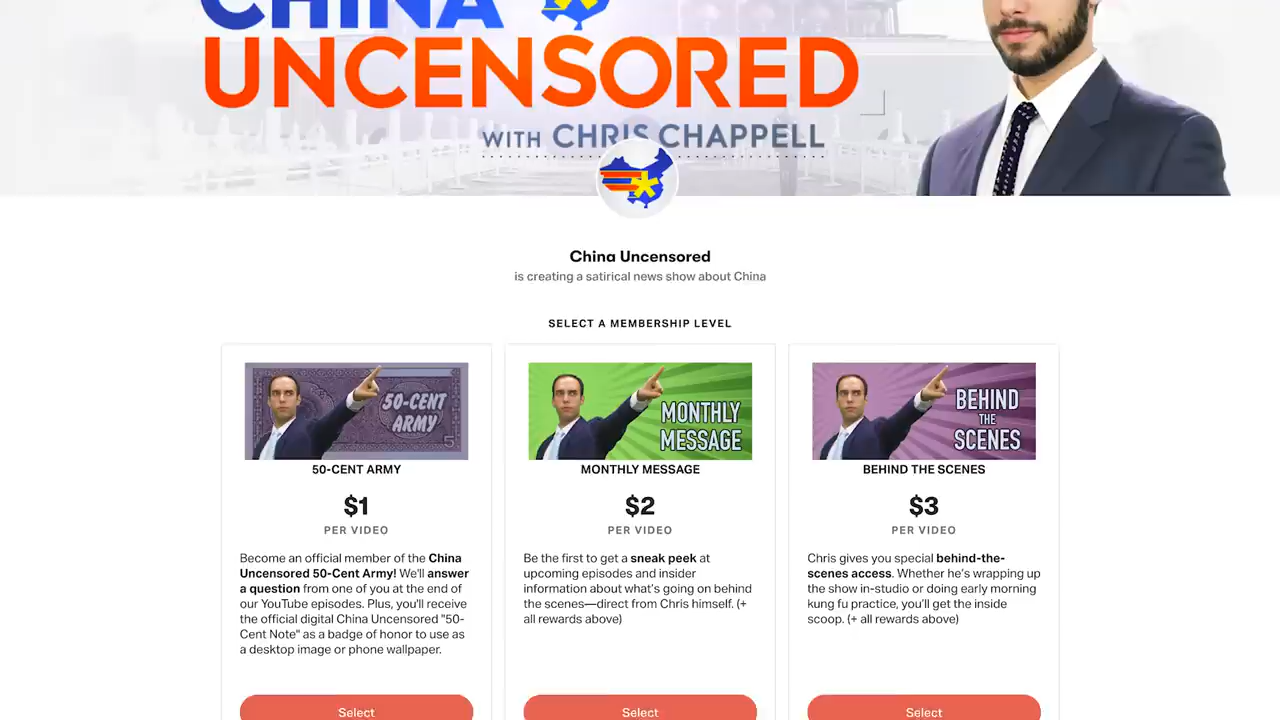 CHINA
UNCENSORED
WITH CHRIS CHAPPELL
China Uncensored
is creating a satirical news show about China
SELECT A MEMBERSHIP LEVEL
50-CENT
ARMY
5
50-CENT ARMY
$1
PER VIDEO
Become an official member of the China
Uncensored 50-Cent Army! We'll answer
a question from one of you at the end of
our YouTube episodes. Plus, you'll receive
the official digital China Uncensored "50-
Cent Note" as a badge of honor to use as
a desktop image or phone wallpaper.
Select
MONTHLY
MESSAGE
MONTHLY MESSAGE
$2
PER VIDEO
Be the first to get a sneak peek at
upcoming episodes and insider
information about what's going on behind
the scenes—direct from Chris himself. (+
all rewards above)
Select
BEHIND
THE
SCENES
BEHIND THE SCENES
$3
PER VIDEO
Chris gives you special behind-the-
scenes access. Whether he's wrapping up
the show in-studio or doing early morning
kung fu practice, you'll get the inside
scoop. (+ all rewards above)
Select